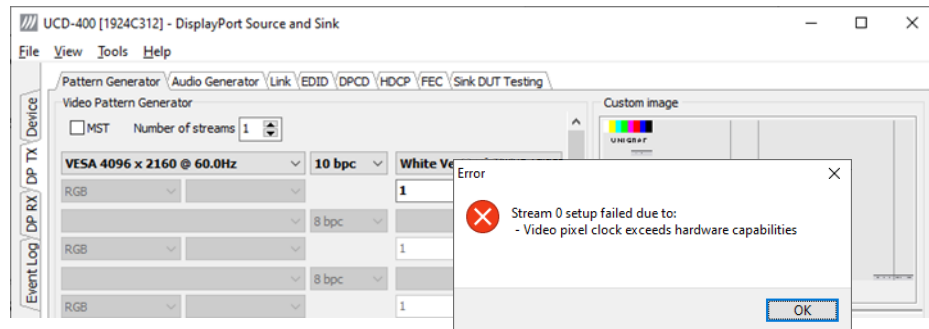 UCD-400 [1924C312] - DisplayPort Source and Sink
File View Tools Help
Pattern Generator Audio Generator Link EDID DPCD HDCP FEC Sink DUT Testing
Device
DP TX
DP RX
Event Log
Video Pattern Generator
MST Number of streams 1
VESA 4096 x 2160 @ 60.0Hz 10 bpc White Ve
RGB 1
8 bpc
RGB 1
8 bpc
RGB 1
Custom image
UNIGRAF
Error
Stream 0 setup failed due to:
- Video pixel clock exceeds hardware capabilities
OK